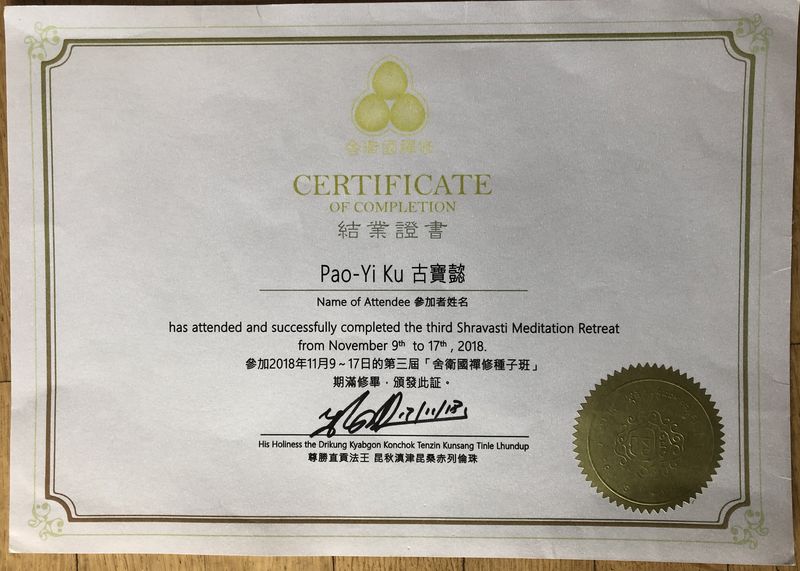 舍衛國禪修
CERTIFICATE
OF COMPLETION
結業證書
Pao-Yi Ku 古寶懿
Name of Attendee 參加者姓名
has attended and successfully completed the third Shravasti Meditation Retreat
from November 9th to 17th , 2018.
參加2018年11月9~17日的第三屆「舍衛國禪修種子班」
期滿修畢，頒發此証。
17/11/18
His Holiness the Drikung Kyabgon Konchok Tenzin Kunsang Tinle Lhundup
尊勝直貢法王 昆秋滇津昆桑赤列倫珠